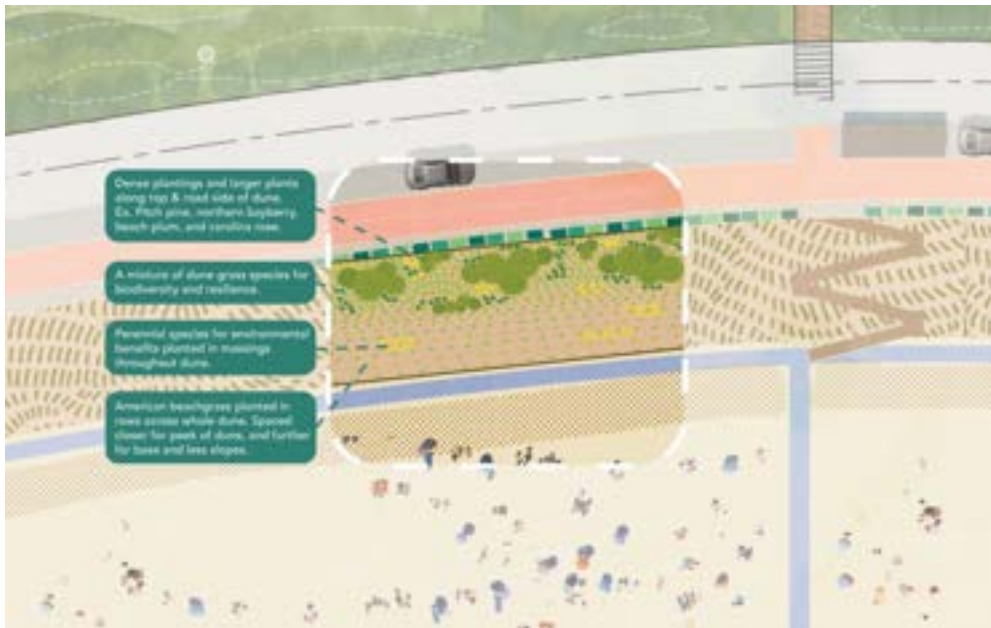 Dense plantings and larger plants
along top & road side of dune.
Ex. Pitch pine, northern bayberry,
beach plum, and carolina rose.
A mixture of dune grass species for
biodiversity and resilience.
Perennial species for environmental
benefits planted in massings
throughout dune.
American beachgrass planted in
rows across whole dune. Spaced
closer for peak of dune, and further
for base and less slopes.